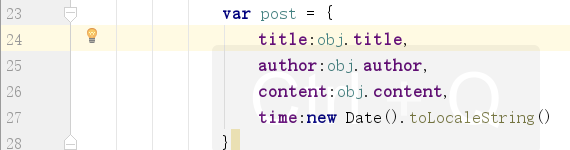 23 var post = {
24 title:obj.title,
25 author:obj.author,
26 content:obj.content,
27 time:new Date().toLocaleString()
28 }